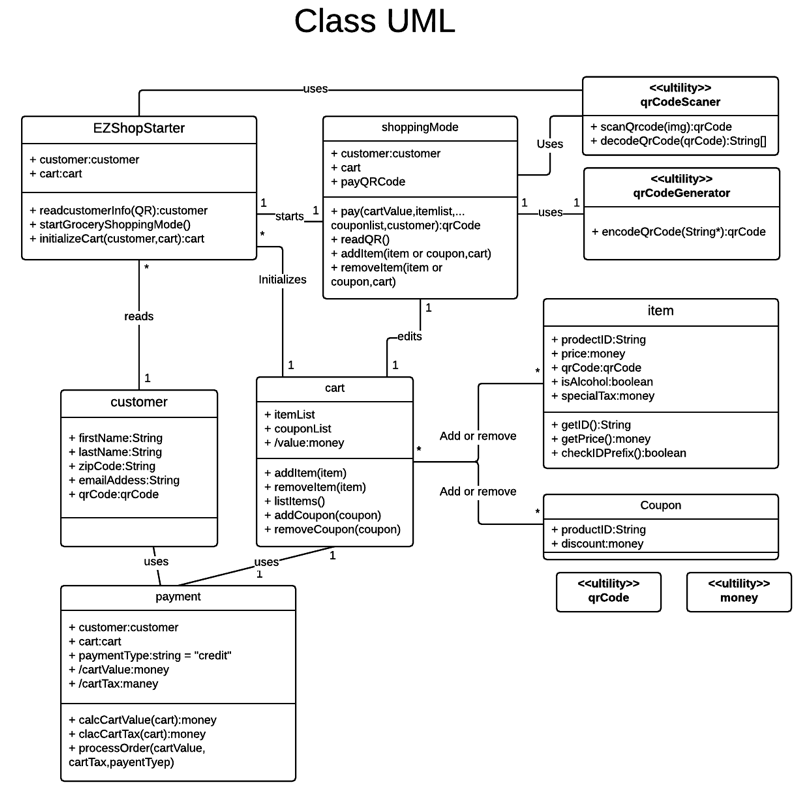 Class UML
uses
<<ultility>>
qrCodeScaner
+ scanQrcode(img):qrCode
+ decodeQrCode(qrCode):String[]
EZShopStarter
+ customer:customer
+ cart:cart
+ readcustomerInfo(QR):customer
+ startGroceryShoppingMode()
+ initializeCart(customer,cart):cart
shoppingMode
+ customer:customer
+ cart
+ payQRCode
+ pay(cartValue,itemlist,...
couponlist,customer):qrCode
+ readQR()
+ addItem(item or coupon,cart)
+ removeItem(item or
coupon,cart)
Uses
<<ultility>>
qrCodeGenerator
+ encodeQrCode(String*):qrCode
1
starts
1
1
uses
1
*
*
Initializes
reads
1
1
edits
1
1
item
+ prodectID:String
+ price:money
+ qrCode:qrCode
+ isAlcohol:boolean
+ specialTax:money
+ getID():String
+ getPrice():money
+ checkIDPrefix():boolean
customer
+ firstName:String
+ lastName:String
+ zipCode:String
+ emailAddess:String
+ qrCode:qrCode
cart
+ itemList
+ couponList
+ /value:money
+ addItem(item)
+ removeItem(item)
+ listItems()
+ addCoupon(coupon)
+ removeCoupon(coupon)
*
*
Add or remove
Add or remove
*
Coupon
+ productID:String
+ discount:money
uses
uses
1
1
<<ultility>>
qrCode
<<ultility>>
money
payment
+ customer:customer
+ cart:cart
+ paymentType:string = "credit"
+ /cartValue:money
+ /cartTax:maney
+ calcCartValue(cart):money
+ clacCartTax(cart):money
+ processOrder(cartValue,
cartTax,payentTyep)